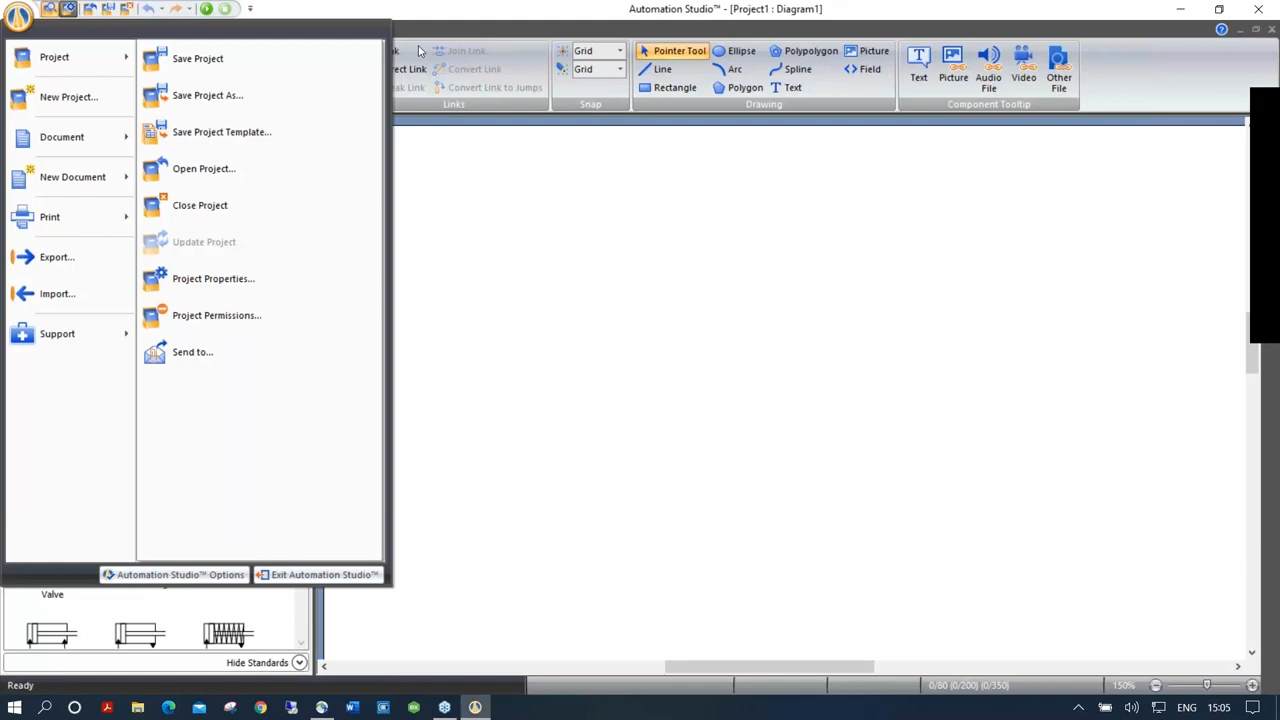 Automation Studio™ - [Project1 : Diagram1]
Project
New Project...
Document
New Document
Print
Export...
Import...
Support
Save Project
Save Project As...
Save Project Template...
Open Project...
Close Project
Update Project
Project Properties...
Project Permissions...
Send to...
Automation Studio™ Options
Exit Automation Studio™
Join Link
Convert Link
Convert Link to Jumps
Links
Grid
Grid
Snap
Pointer Tool
Ellipse
Polypolygon
Picture
Line
Arc
Spline
Field
Rectangle
Polygon
Text
Drawing
Text
Picture
Audio File
Video
Other File
Component Tooltip
Valve
Hide Standards
Ready
0/80 (0/200) (0/350)
150%
ENG
15:05